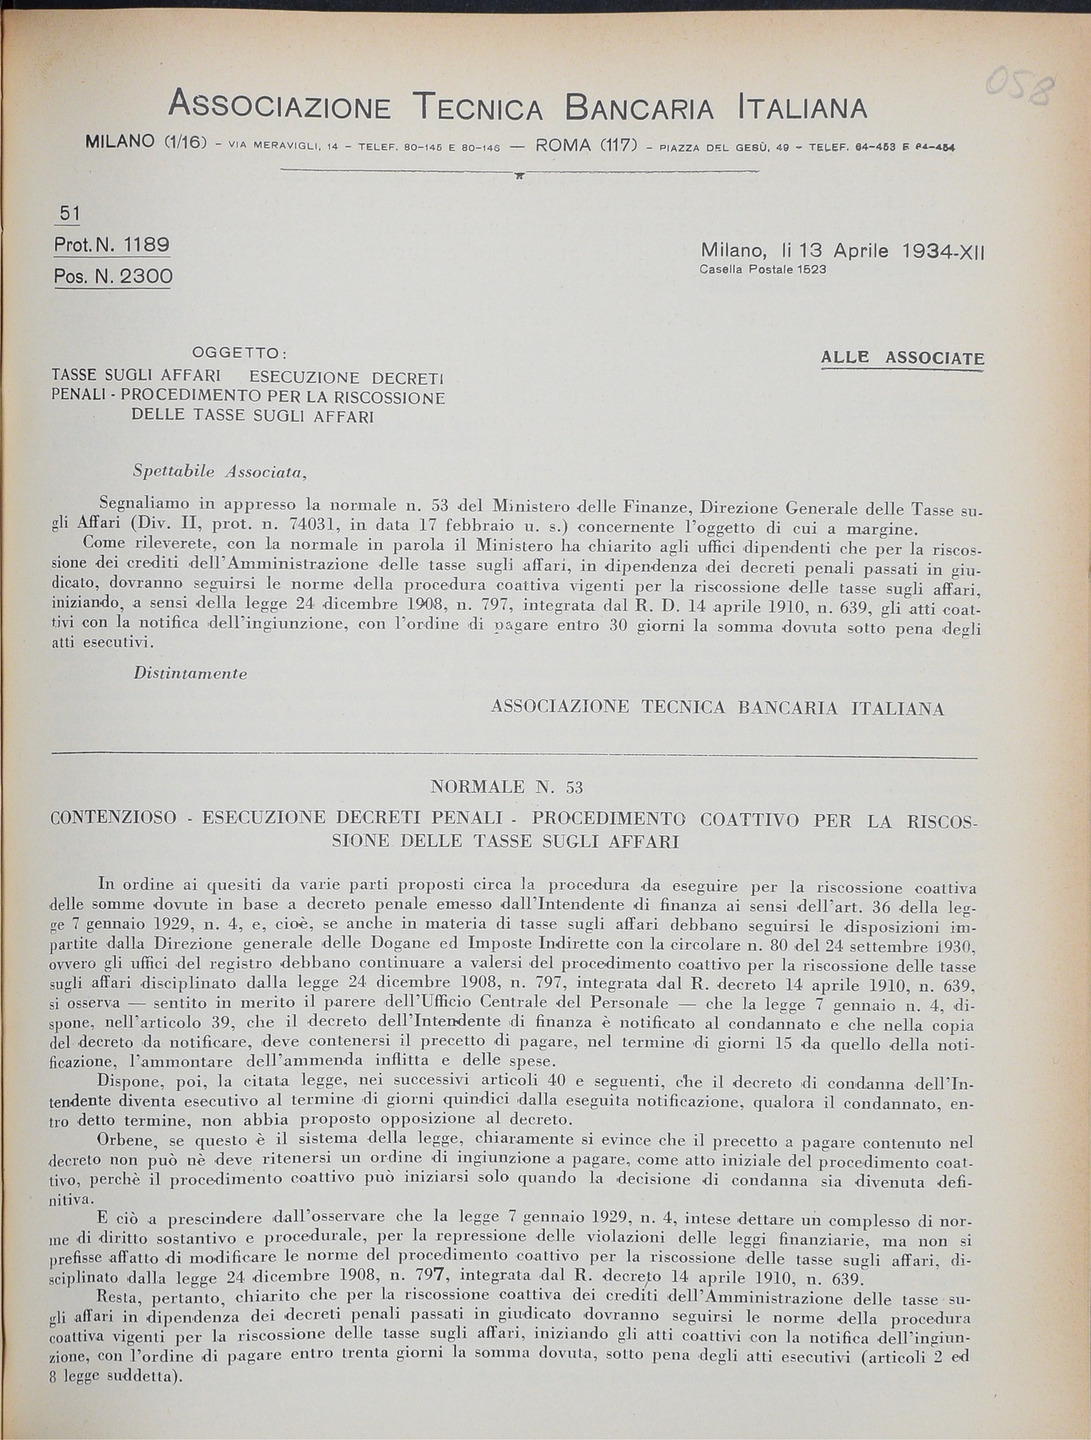 058
ASSOCIAZIONE TECNICA BANCARIA ITALIANA
MILANO (1/16) - VIA MERAVIGLI, 14 - TELEF. 80-145 E 80-146 — ROMA (117) - PIAZZA DEL GESÙ, 49 - TELEF. 64-453 E 64-454
51
Prot. N. 1189
Pos. N. 2300
Milano, li 13 Aprile 1934-XII
Casella Postale 1523
OGGETTO:
TASSE SUGLI AFFARI ESECUZIONE DECRETI
PENALI - PROCEDIMENTO PER LA RISCOSSIONE
DELLE TASSE SUGLI AFFARI
ALLE ASSOCIATE
Spettabile Associata,
Segnaliamo in appresso la normale n. 53 del Ministero delle Finanze, Direzione Generale delle Tasse su-
gli Affari (Div. II, prot. n. 74031, in data 17 febbraio u. s.) concernente l'oggetto di cui a margine.
Come rileverete, con la normale in parola il Ministero ha chiarito agli uffici dipendenti che per la riscos-
sione dei crediti dell'Amministrazione delle tasse sugli affari, in dipendenza dei decreti penali passati in giu-
dicato, dovranno seguirsi le norme della procedura coattiva vigenti per la riscossione delle tasse sugli affari,
iniziando, a sensi della legge 24 dicembre 1908, n. 797, integrata dal R. D. 14 aprile 1910, n. 639, gli atti coat-
tivi con la notifica dell'ingiunzione, con l'ordine di pagare entro 30 giorni la somma dovuta sotto pena degli
atti esecutivi.
Distintamente
ASSOCIAZIONE TECNICA BANCARIA ITALIANA
NORMALE N. 53
CONTENZIOSO - ESECUZIONE DECRETI PENALI - PROCEDIMENTO COATTIVO PER LA RISCOS-
SIONE DELLE TASSE SUGLI AFFARI
In ordine ai quesiti da varie parti proposti circa la procedura da eseguire per la riscossione coattiva
delle somme dovute in base a decreto penale emesso dall'Intendente di finanza ai sensi dell'art. 36 della leg-
ge 7 gennaio 1929, n. 4, e, cioè, se anche in materia di tasse sugli affari debbano seguirsi le disposizioni im-
partite dalla Direzione generale delle Dogane ed Imposte Indirette con la circolare n. 80 del 24 settembre 1930,
ovvero gli uffici del registro debbano continuare a valersi del procedimento coattivo per la riscossione delle tasse
sugli affari disciplinato dalla legge 24 dicembre 1908, n. 797, integrata dal R. decreto 14 aprile 1910, n. 639,
si osserva — sentito in merito il parere dell'Ufficio Centrale del Personale — che la legge 7 gennaio n. 4, di-
spone, nell'articolo 39, che il decreto dell'Intendente di finanza è notificato al condannato e che nella copia
del decreto da notificare, deve contenersi il precetto di pagare, nel termine di giorni 15 da quello della noti-
ficazione, l'ammontare dell'ammenda inflitta e delle spese.
Dispone, poi, la citata legge, nei successivi articoli 40 e seguenti, che il decreto di condanna dell'In-
tendente diventa esecutivo al termine di giorni quindici dalla eseguita notificazione, qualora il condannato, en-
tro detto termine, non abbia proposto opposizione al decreto.
Orbene, se questo è il sistema della legge, chiaramente si evince che il precetto a pagare contenuto nel
decreto non può nè deve ritenersi un ordine di ingiunzione a pagare, come atto iniziale del procedimento coat-
tivo, perchè il procedimento coattivo può iniziarsi solo quando la decisione di condanna sia divenuta defi-
nitiva.
E ciò a prescindere dall'osservare che la legge 7 gennaio 1929, n. 4, intese dettare un complesso di nor-
me di diritto sostantivo e procedurale, per la repressione delle violazioni delle leggi finanziarie, ma non si
prefisse affatto di modificare le norme del procedimento coattivo per la riscossione delle tasse sugli affari, di-
sciplinato dalla legge 24 dicembre 1908, n. 797, integrata dal R. decreto 14 aprile 1910, n. 639.
Resta, pertanto, chiarito che per la riscossione coattiva dei crediti dell'Amministrazione delle tasse su-
gli affari in dipendenza dei decreti penali passati in giudicato dovranno seguirsi le norme della procedura
coattiva vigenti per la riscossione delle tasse sugli affari, iniziando gli atti coattivi con la notifica dell'ingiun-
zione, con l'ordine di pagare entro trenta giorni la somma dovuta, sotto pena degli atti esecutivi (articoli 2 ed
8 legge suddetta).